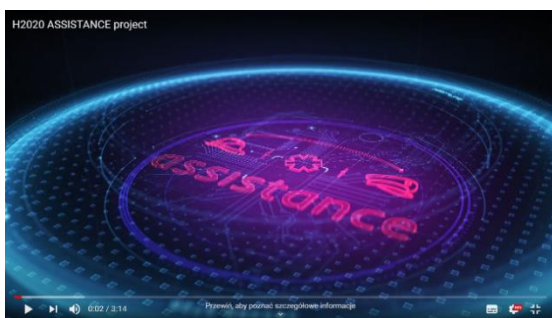 H2020 ASSISTANCE project
assistance
0:02 / 3:14
Przewiń, aby poznać szczegółowe informacje